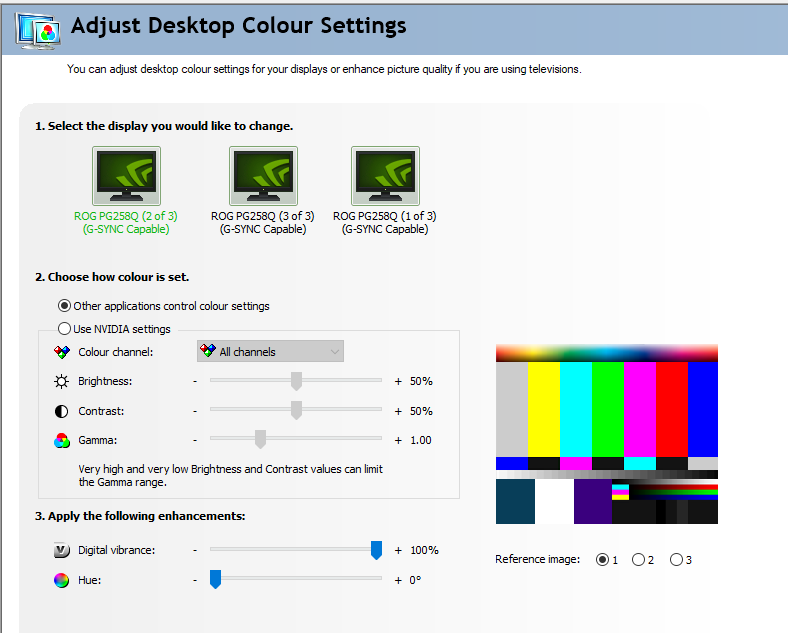 Adjust Desktop Colour Settings
You can adjust desktop colour settings for your displays or enhance picture quality if you are using televisions.
1. Select the display you would like to change.
ROG PG258Q (2 of 3)
(G-SYNC Capable)
ROG PG258Q (3 of 3)
(G-SYNC Capable)
ROG PG258Q (1 of 3)
(G-SYNC Capable)
2. Choose how colour is set.
Other applications control colour settings
Use NVIDIA settings
Colour channel: All channels
Brightness: - + 50%
Contrast: - + 50%
Gamma: - + 1.00
Very high and very low Brightness and Contrast values can limit
the Gamma range.
3. Apply the following enhancements:
Digital vibrance: - + 100%
Hue: - + 0°
Reference image: 1 2 3